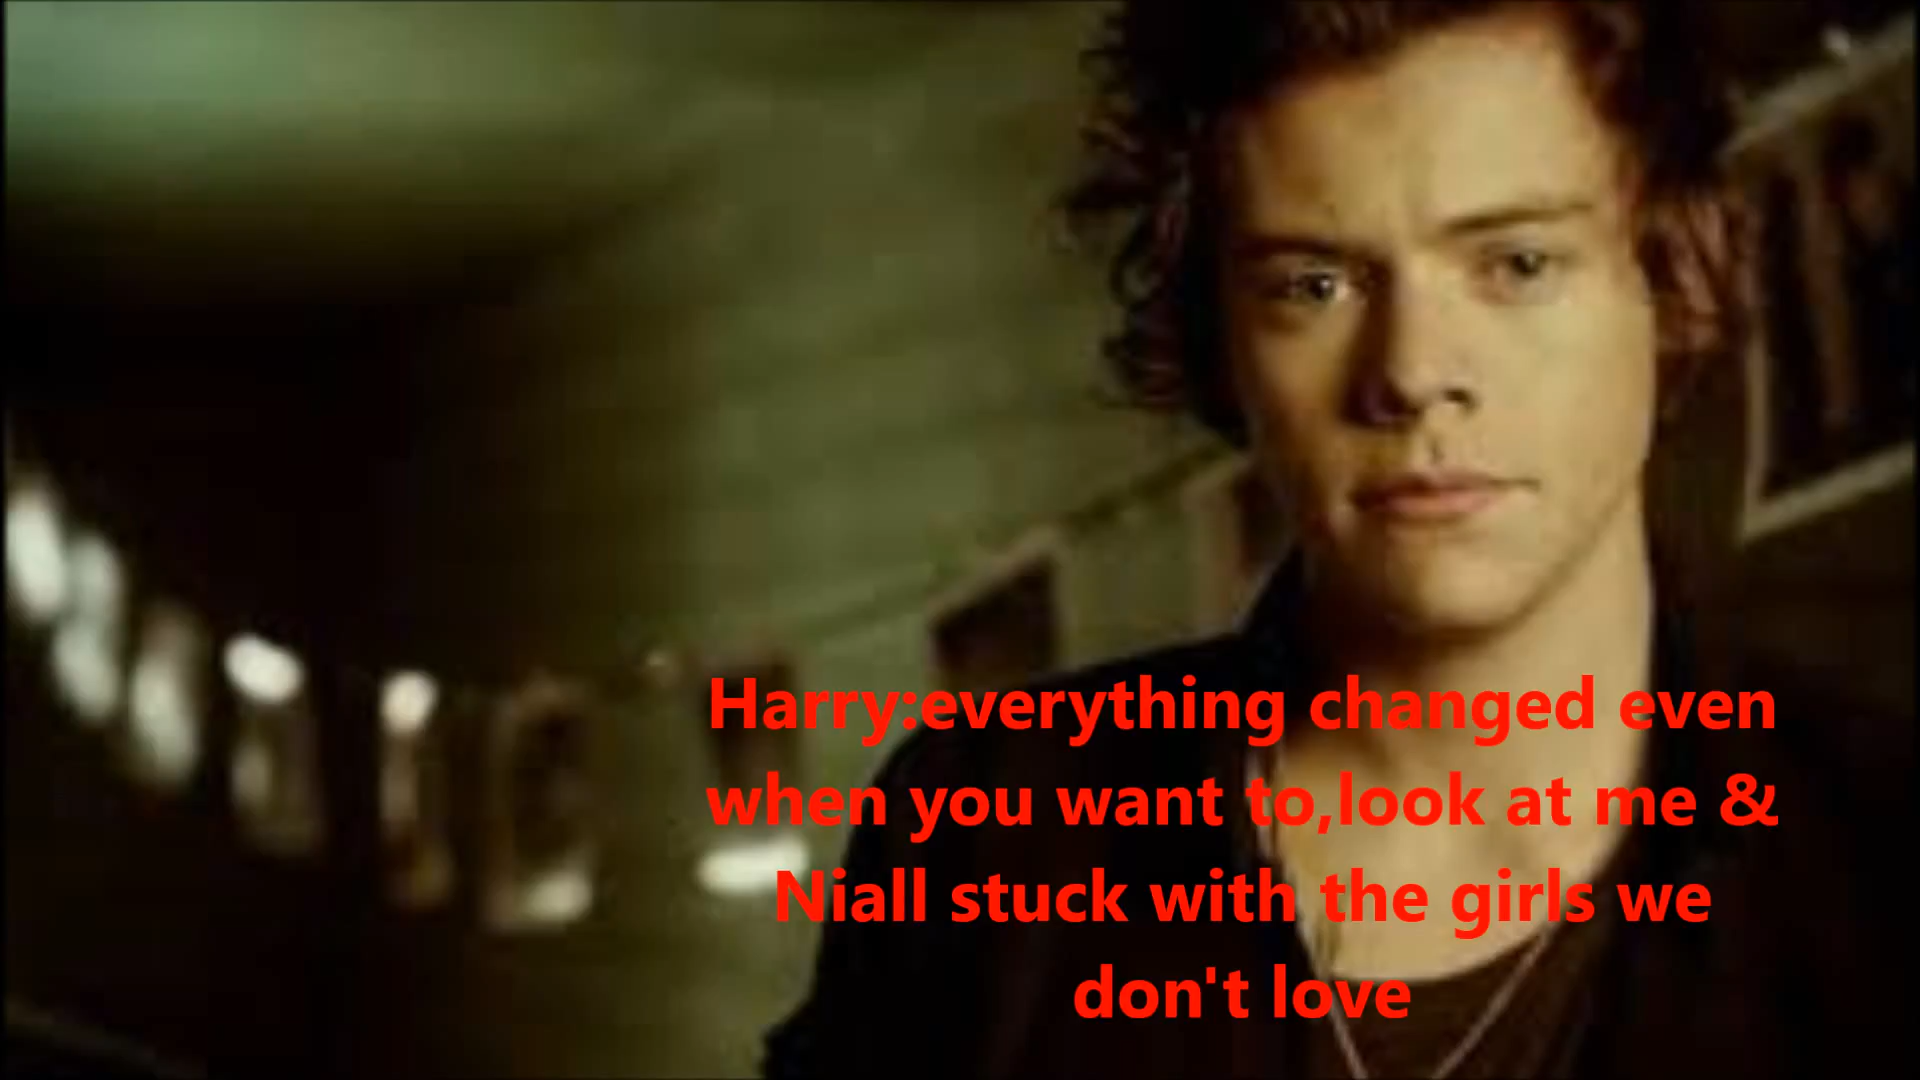 Harry:everything changed even
when you want to,look at me &
Niall stuck with the girls we
don't love